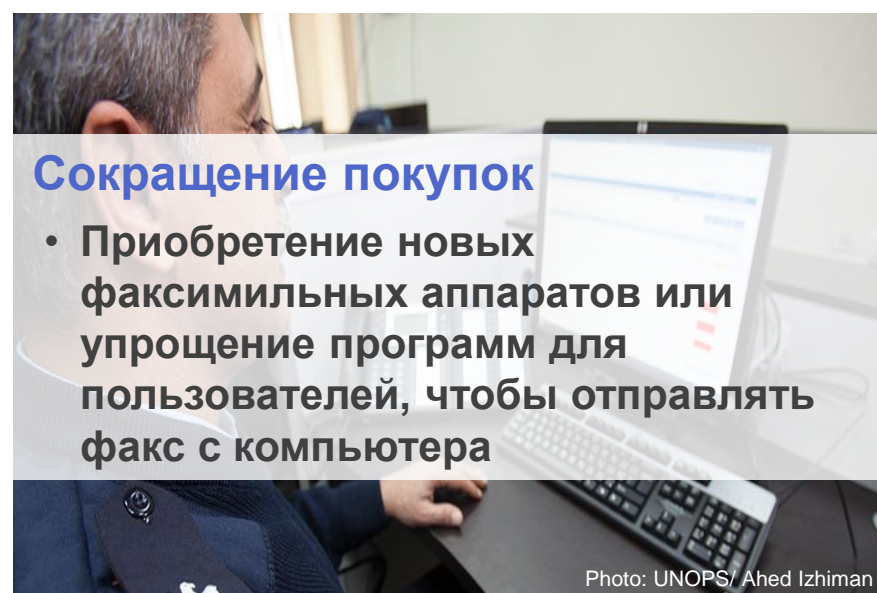 Сокращение покупок
• Приобретение новых
факсимильных аппаратов или
упрощение программ для
пользователей, чтобы отправлять
факс с компьютера
Photo: UNOPS/ Ahed Izhiman